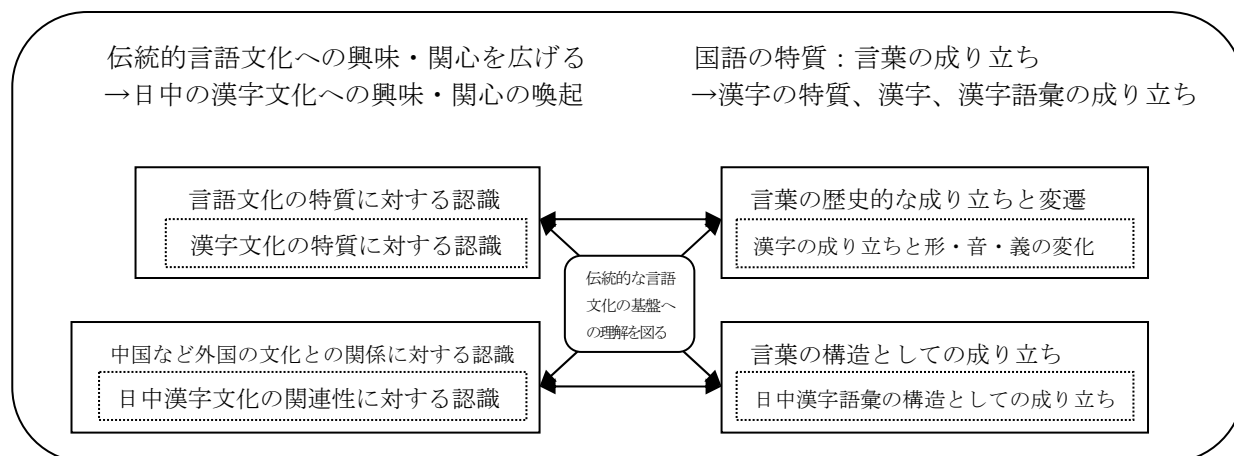 伝統的言語文化への興味・関心を広げる
→日中の漢字文化への興味・関心の喚起
国語の特質：言葉の成り立ち
→漢字の特質、漢字、漢字語彙の成り立ち
言語文化の特質に対する認識
漢字文化の特質に対する認識
言葉の歴史的な成り立ちと変遷
漢字の成り立ちと形・音・義の変化
伝統的な言語
文化の基盤へ
の理解を図る
中国など外国の文化との関係に対する認識
日中漢字文化の関連性に対する認識
言葉の構造としての成り立ち
日中漢字語彙の構造としての成り立ち